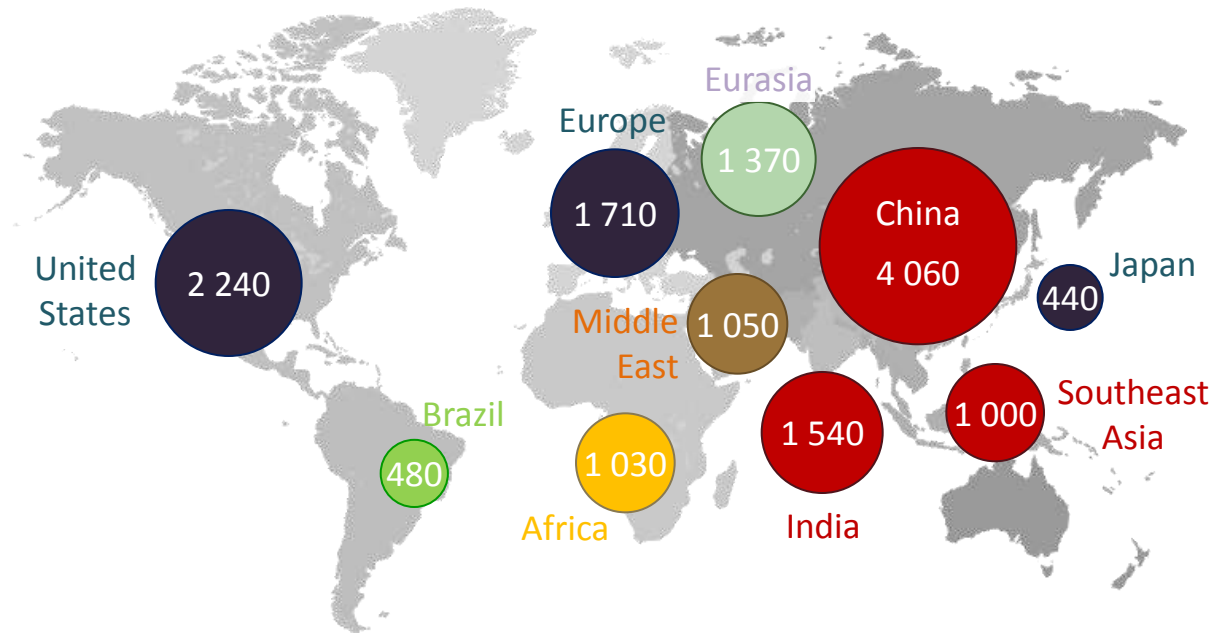 Eurasia
1 370
Europe
1 710
China
4 060
United
States
2 240
Japan
440
Middle
East
1 050
Brazil
480
Africa
1 030
India
1 540
Southeast
Asia
1 000